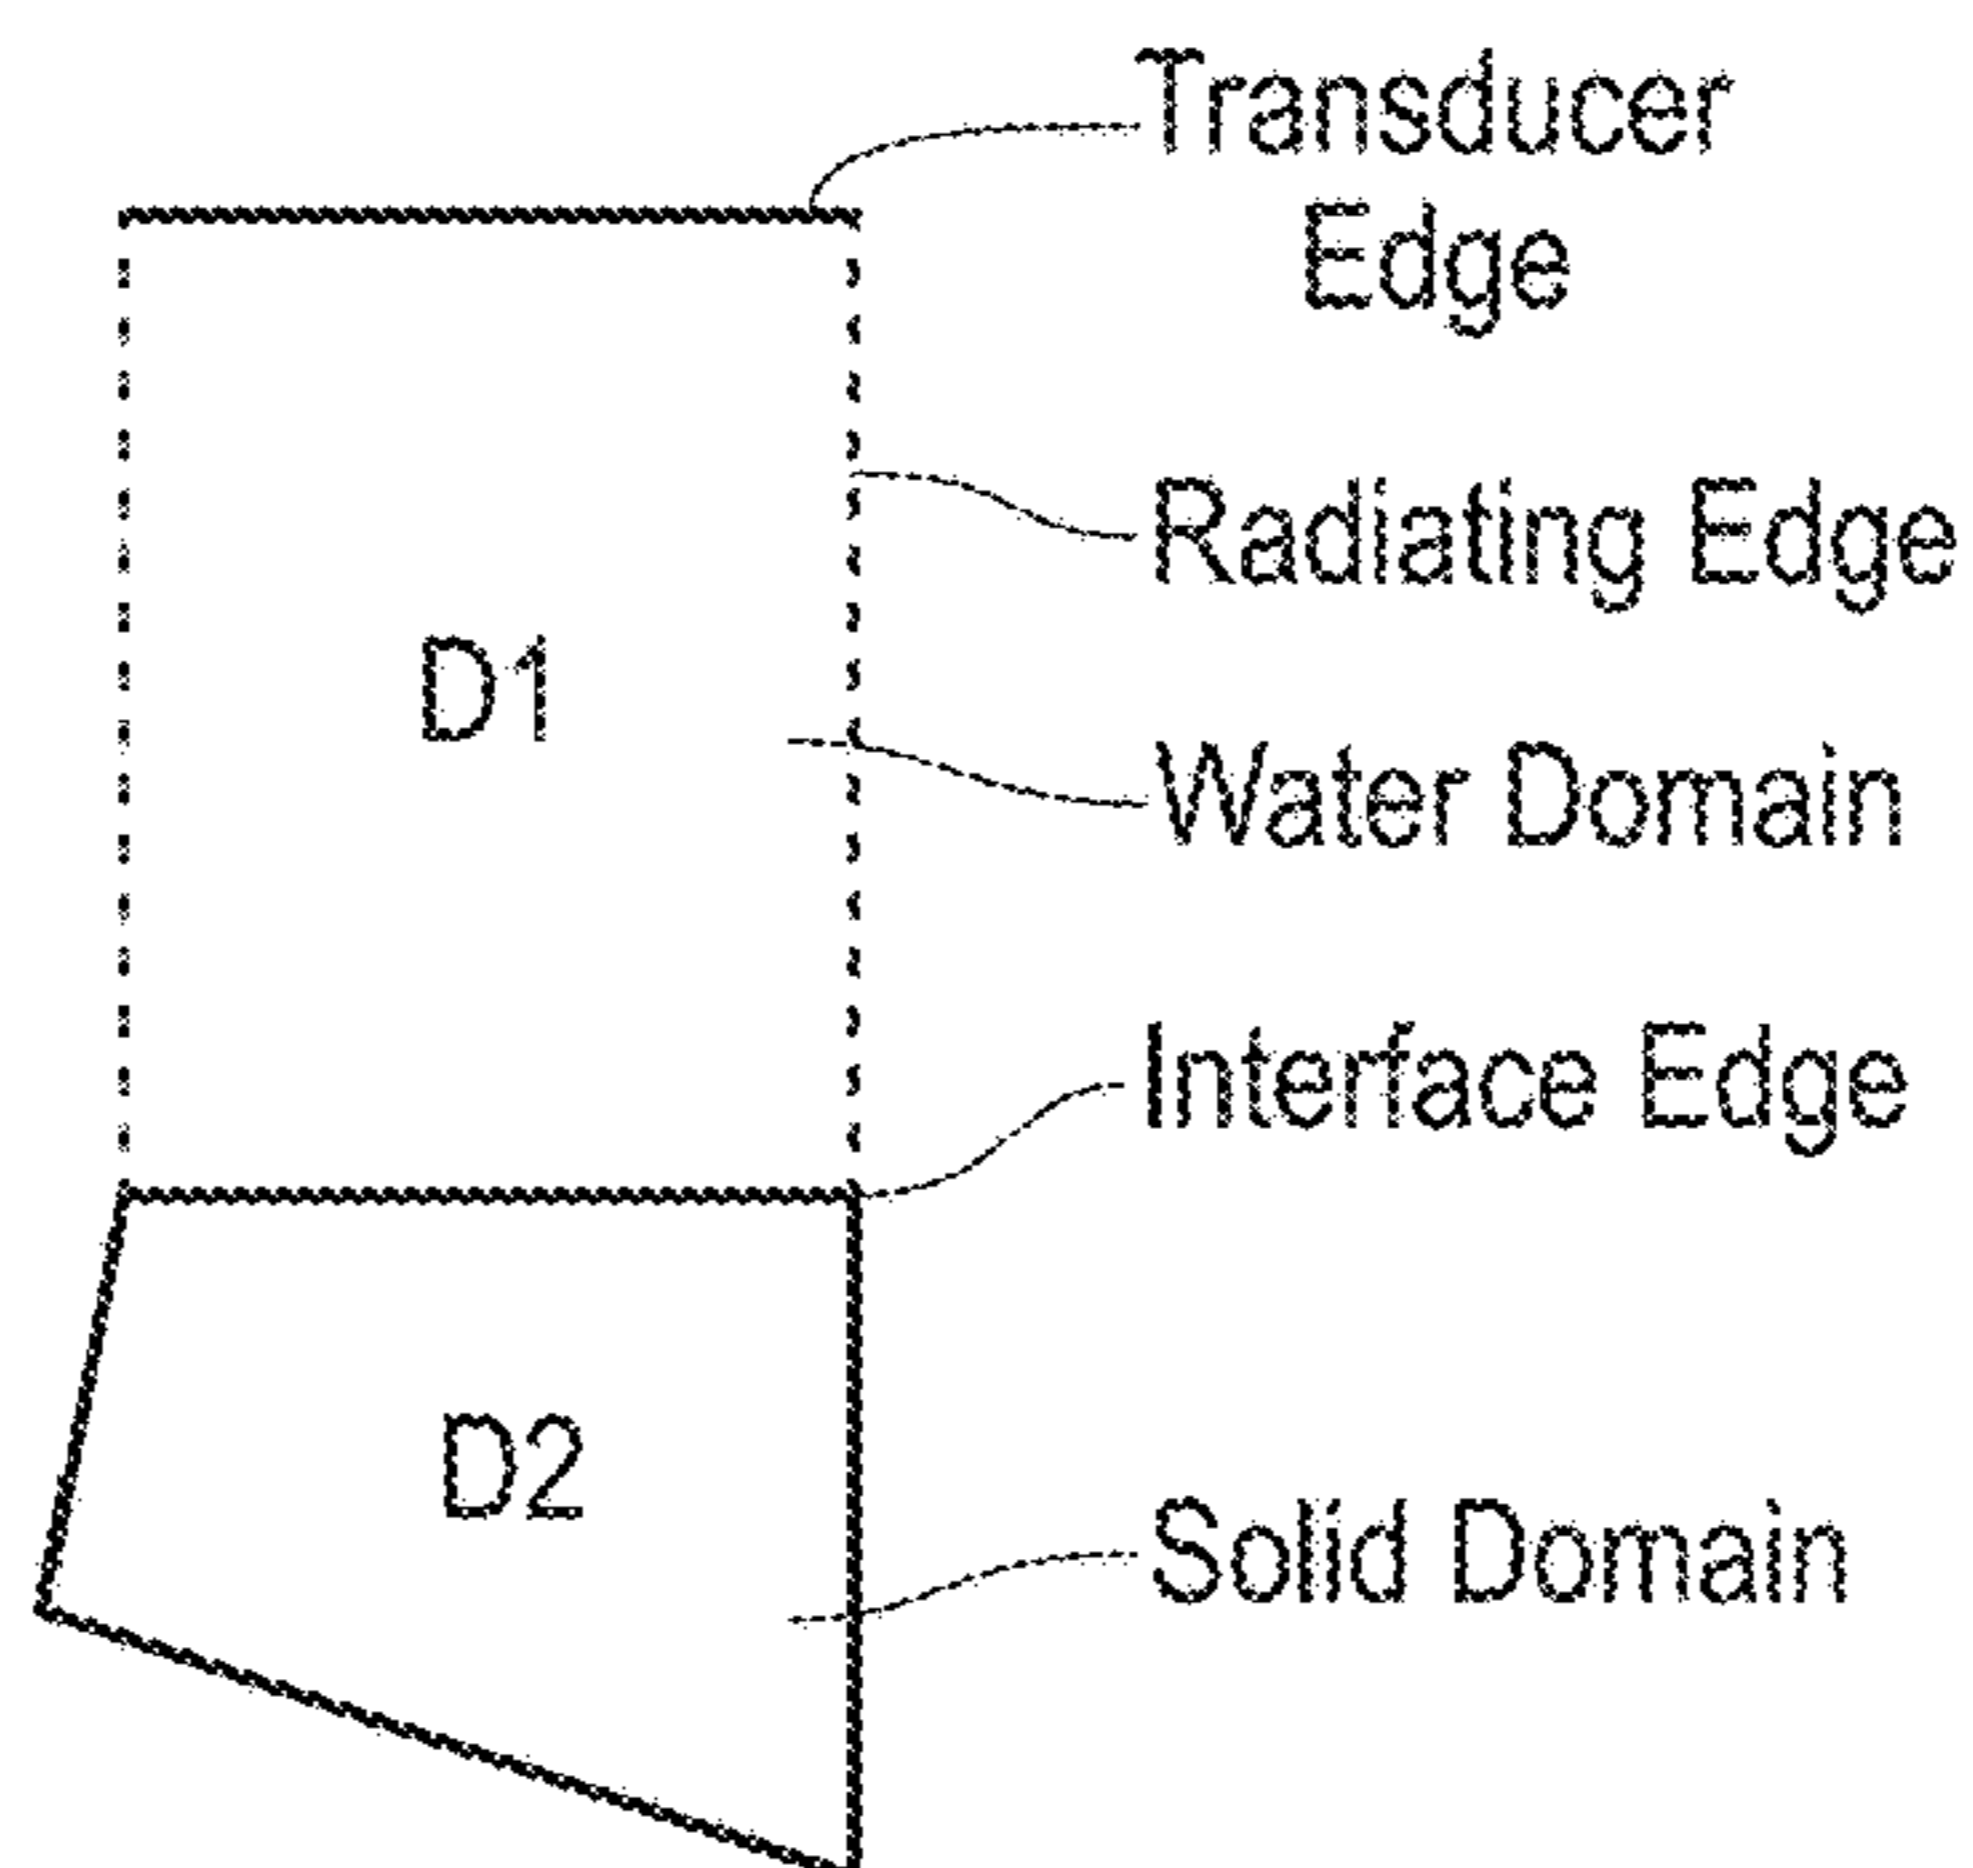 Transducer
Edge
Radiating Edge
D1
Water Domain
Interface Edge
D2
Solid Domain